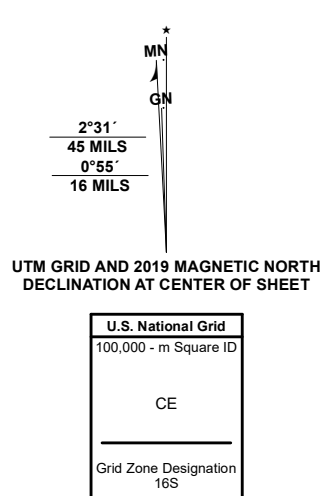 MN
GN
2°31´
45 MILS
0°55´
16 MILS
UTM GRID AND 2019 MAGNETIC NORTH
DECLINATION AT CENTER OF SHEET
U.S. National Grid
100,000 - m Square ID
CE
Grid Zone Designation
16S